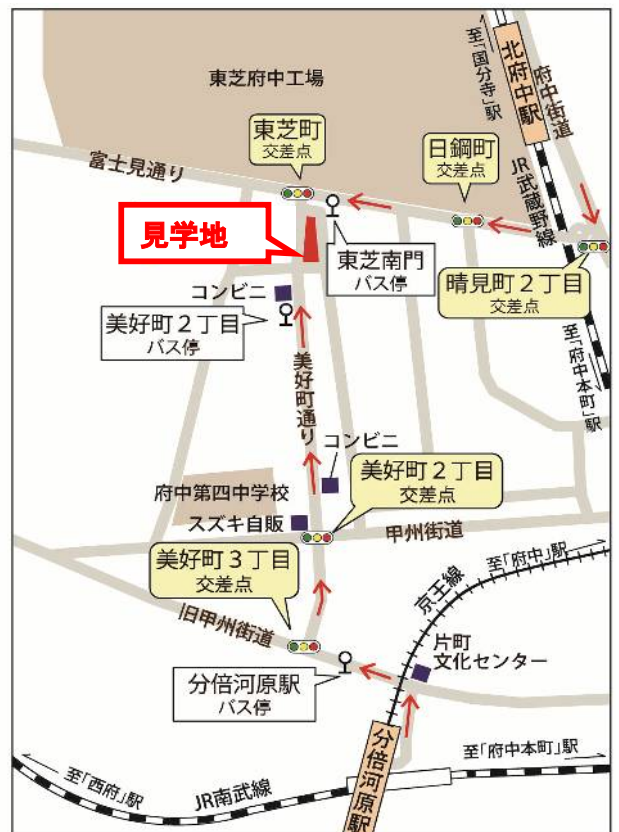 東芝府中工場
至「国分寺」駅
北府中駅
府中街道
東芝町
交差点
日鋼町
交差点
富士見通り
JR武蔵野線
見学地
東芝南門
バス停
晴見町2丁目
交差点
コンビニ
美好町2丁目
バス停
至「府中本町」駅
美好町通り
コンビニ
美好町2丁目
交差点
府中第四中学校
スズキ自販
甲州街道
美好町3丁目
交差点
至「府中」駅
京王線
旧甲州街道
片町
文化センター
分倍河原駅
バス停
分倍河原駅
至「府中本町」駅
至「西府」駅
JR南武線